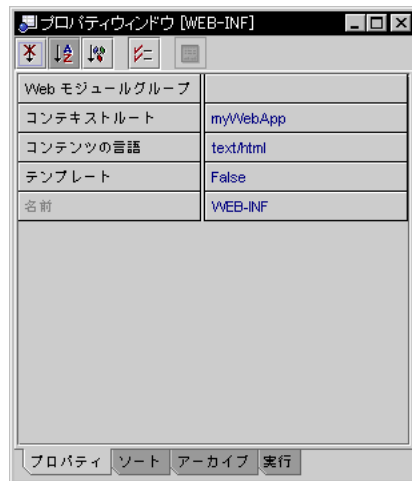 プロパティウィンドウ [WEB-INF]
Web モジュールグループ
コンテキストルート myWebApp
コンテンツの言語 text/html
テンプレート False
名前 WEB-INF
プロパティ ソート アーカイブ 実行